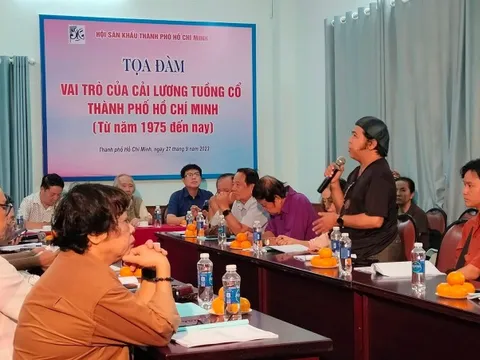 HỘI SÂN KHẤU THÀNH PHỐ HỒ CHÍ MINH
TỌA ĐÀM
VAI TRÒ CỦA CẢI LƯƠNG TUỒNG CỔ
THÀNH PHỐ HỒ CHÍ MINH
(Từ năm 1975 đến nay)
Thành phố Hồ Chí Minh, ngày 27 tháng 9 năm 2023